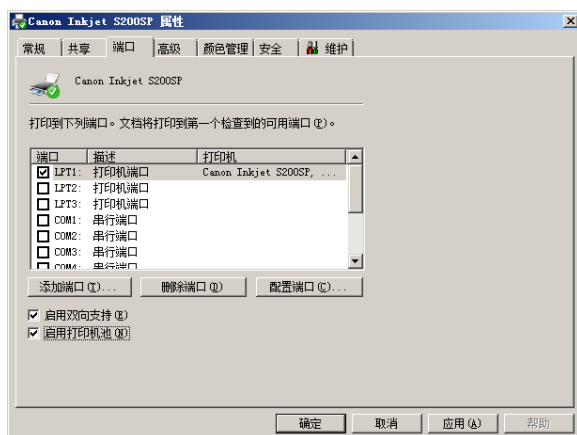 Canon Inkjet S200SP 属性
常规 共享 端口 高级 颜色管理 安全 维护
Canon Inkjet S200SP
打印到下列端口。文档将打印到第一个检查到的可用端口(P)。
端口 描述 打印机
LPT1: 打印机端口 Canon Inkjet S200SP, ...
LPT2: 打印机端口
LPT3: 打印机端口
COM1: 串行端口
COM2: 串行端口
COM3: 串行端口
COM4: 串行端口
添加端口(T)... 删除端口(D) 配置端口(C)...
启用双向支持(E)
启用打印机池(N)
确定 取消 应用(A) 帮助